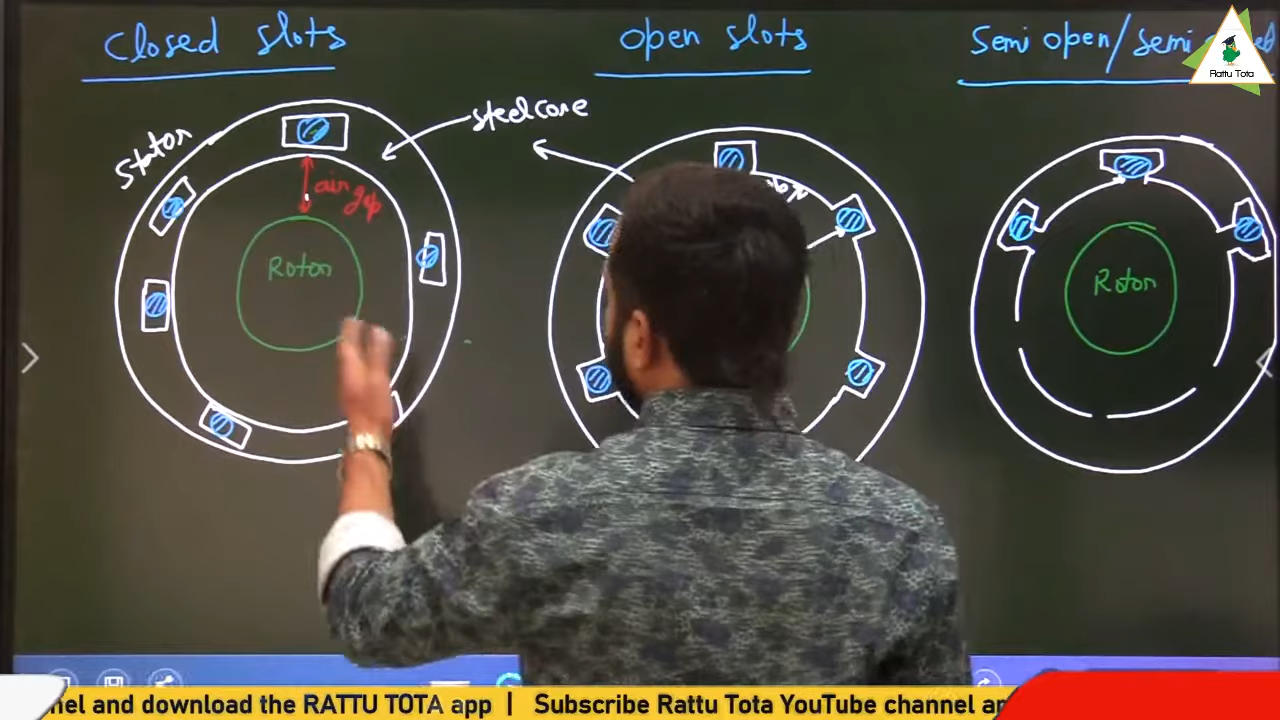 Closed slots
open slots
Semi open/semi
Rattu Tota
steel core
Stator
air gap
Rotor
Rotor
nel and download the RATTU TOTA app | Subscribe Rattu Tota YouTube channel an